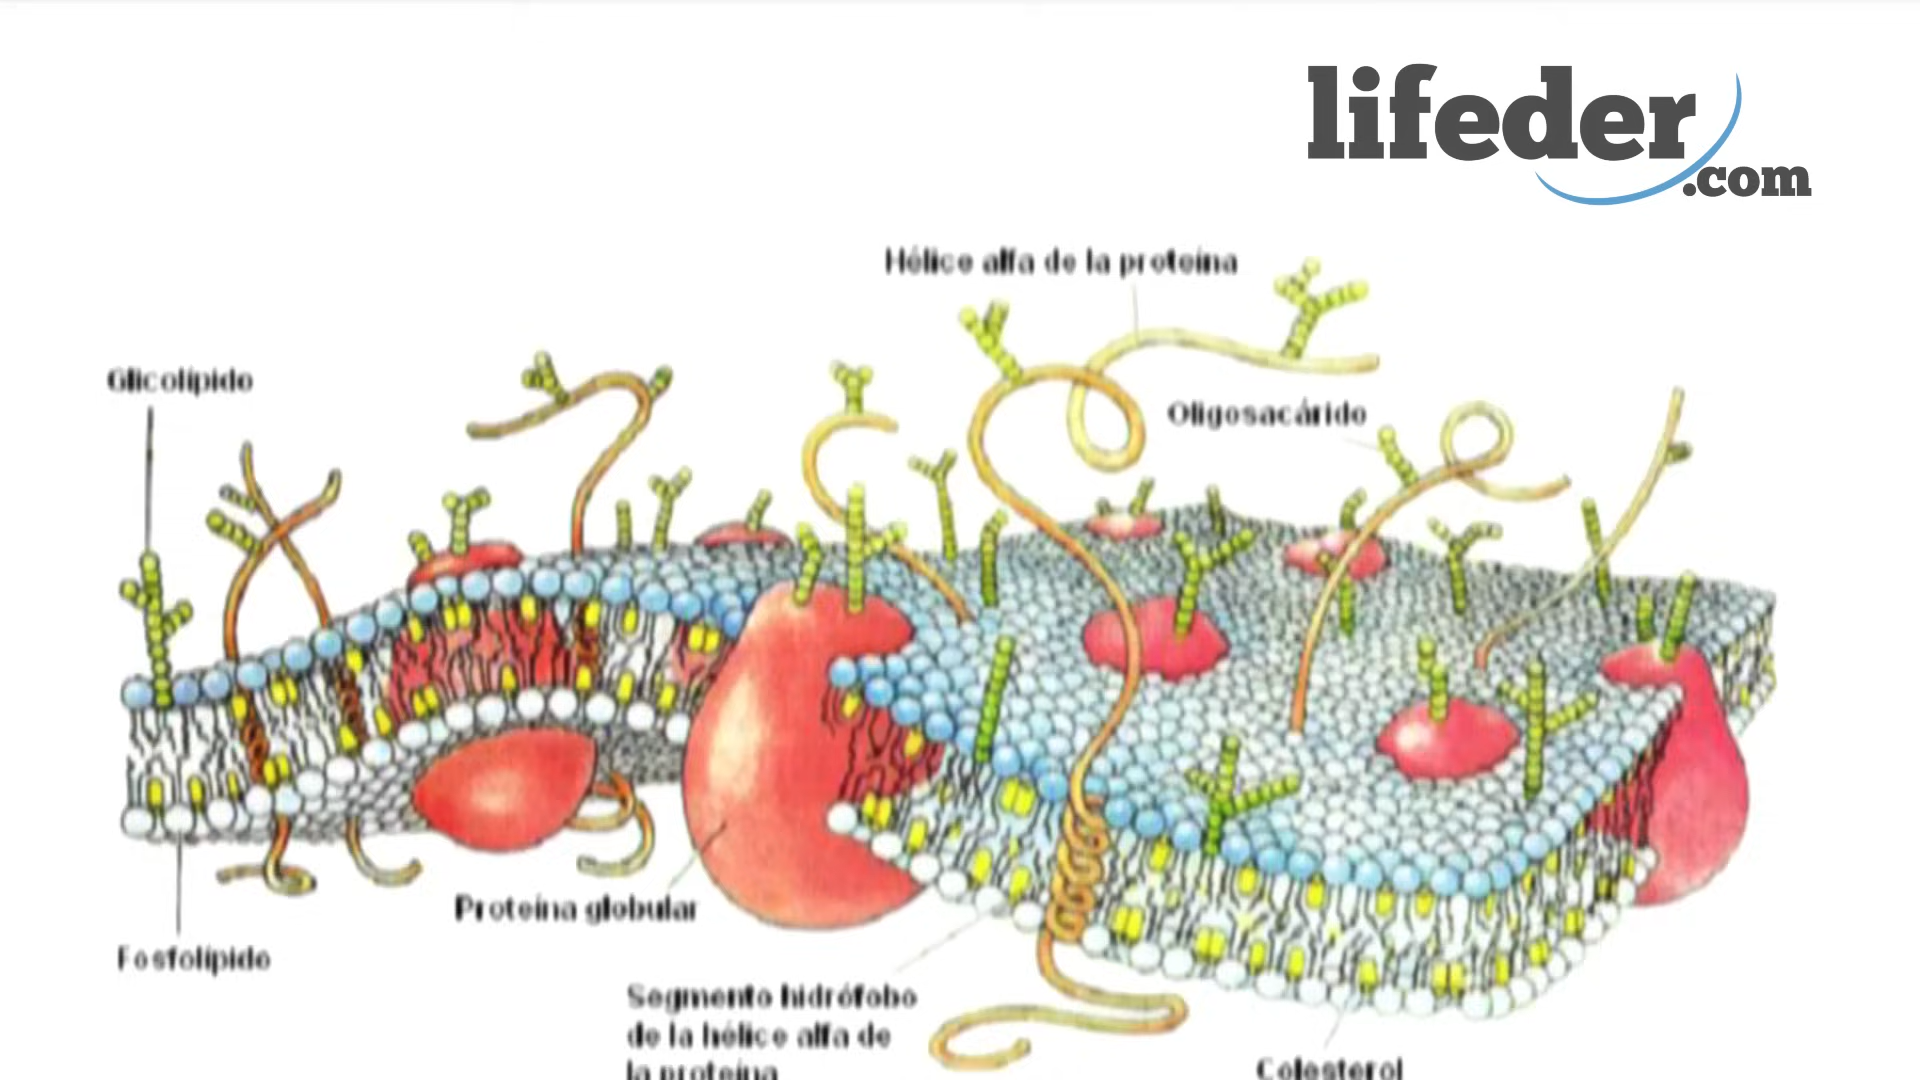 lifeder
.com
Hélice alfa de la proteína
Glicolípido
Oligosacárido
Proteína globular
Fosfolípido
Segmento hidrófobo
de la hélice alfa de
la proteína
Colesterol